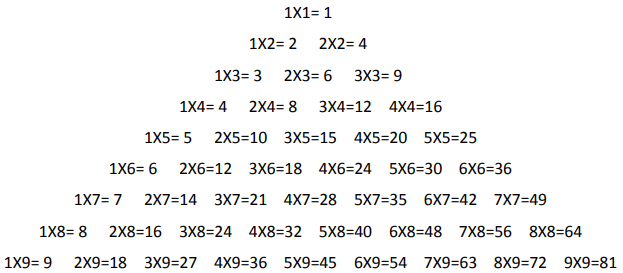 1X1= 1
1X2= 2 2X2= 4
1X3= 3 2X3= 6 3X3= 9
1X4= 4 2X4= 8 3X4=12 4X4=16
1X5= 5 2X5=10 3X5=15 4X5=20 5X5=25
1X6= 6 2X6=12 3X6=18 4X6=24 5X6=30 6X6=36
1X7= 7 2X7=14 3X7=21 4X7=28 5X7=35 6X7=42 7X7=49
1X8= 8 2X8=16 3X8=24 4X8=32 5X8=40 6X8=48 7X8=56 8X8=64
1X9= 9 2X9=18 3X9=27 4X9=36 5X9=45 6X9=54 7X9=63 8X9=72 9X9=81